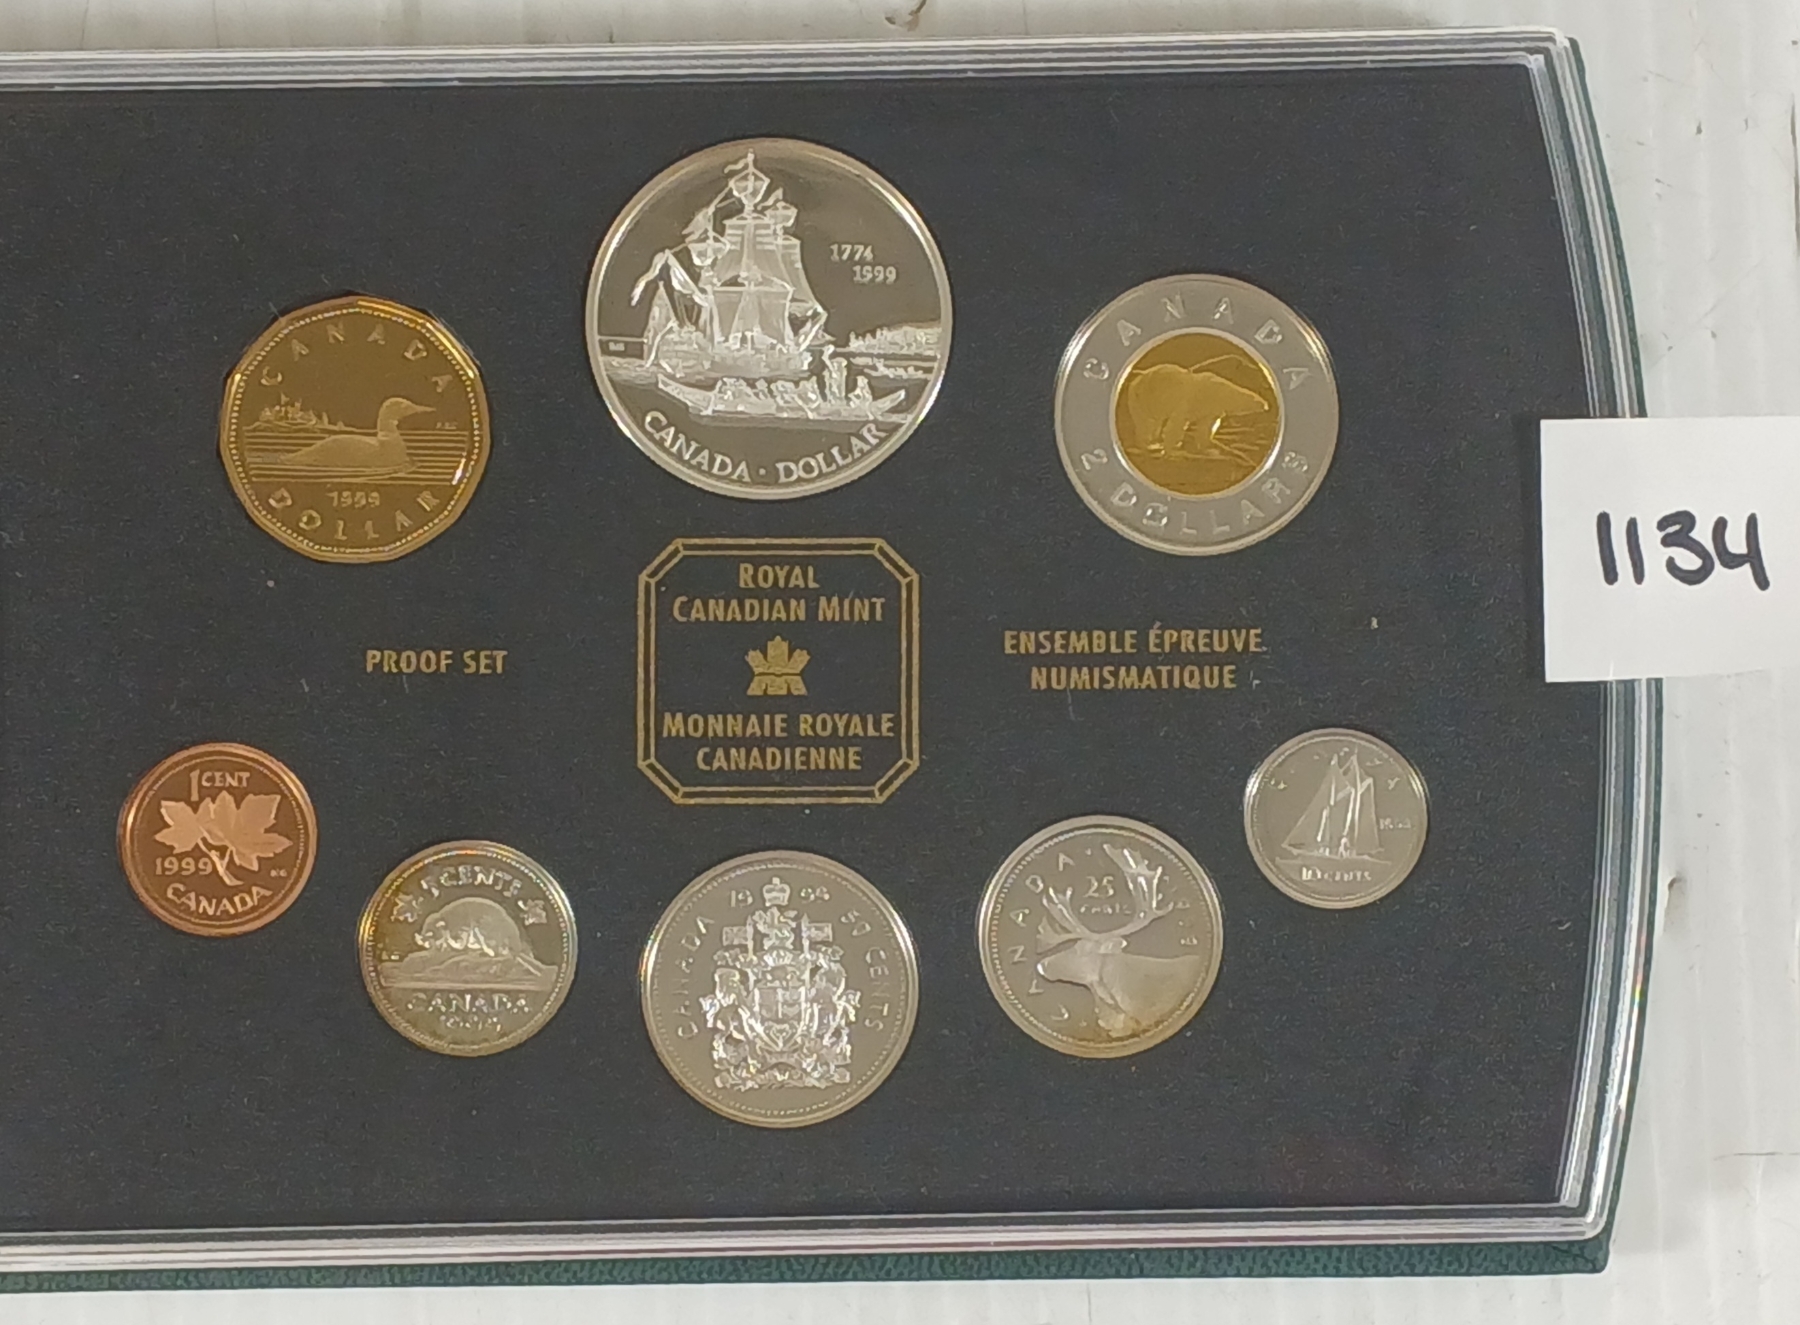 1774
1999
CANADA · DOLLAR
CANADA
1999
DOLLAR
CANADA
2 DOLLARS
1134
ROYAL
CANADIAN MINT
MONNAIE ROYALE
CANADIENNE
PROOF SET
ENSEMBLE ÉPREUVE
NUMISMATIQUE
1 CENT
1999
CANADA
5 CENTS
CANADA
CANADA
50 CENTS
CANADA
25
CENTS
10 CENTS